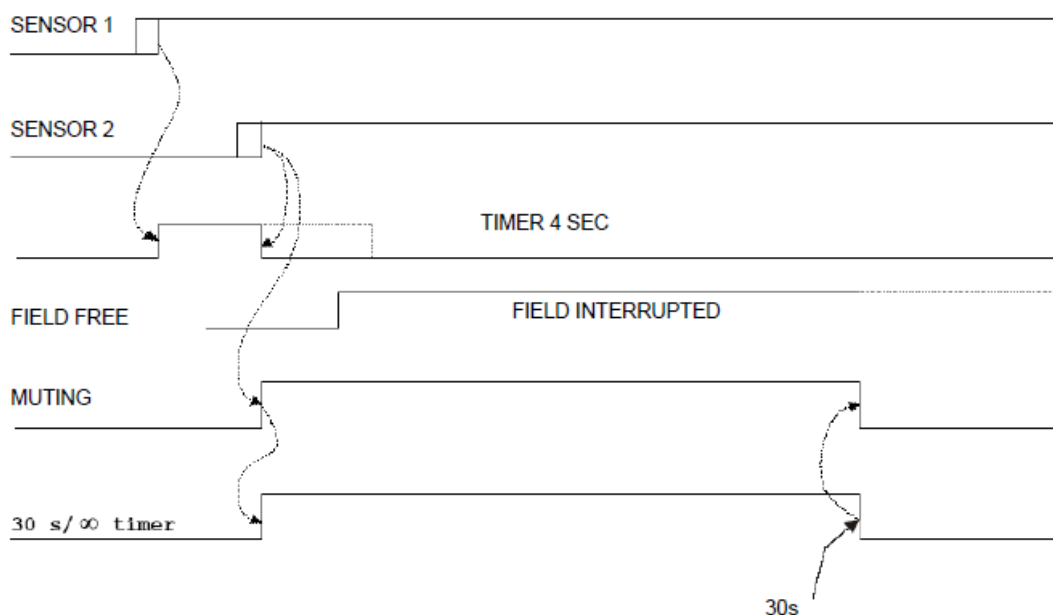 SENSOR 1
SENSOR 2
TIMER 4 SEC
FIELD FREE
FIELD INTERRUPTED
MUTING
30 s/∞ timer
30s